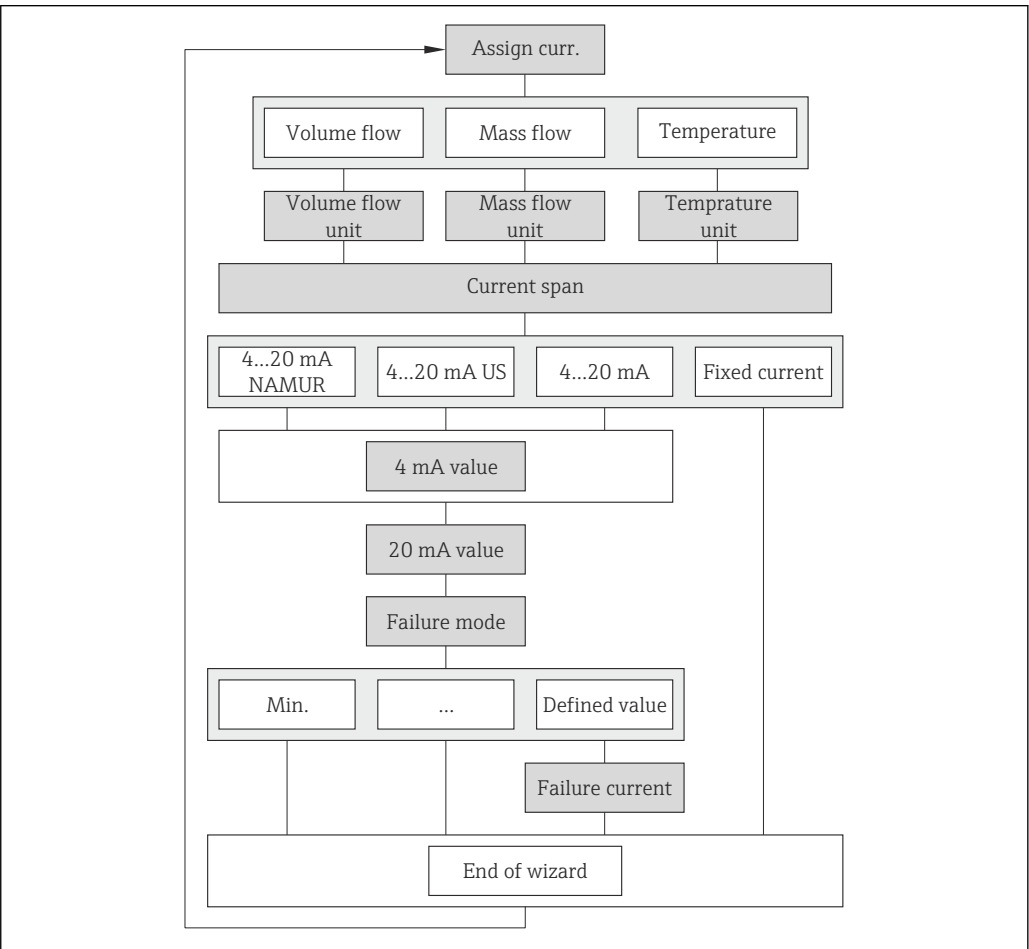 Assign curr.
Volume flow
Mass flow
Temperature
Volume flow
unit
Mass flow
unit
Temprature
unit
Current span
4...20 mA
NAMUR
4...20 mA US
4...20 mA
Fixed current
4 mA value
20 mA value
Failure mode
Min.
...
Defined value
Failure current
End of wizard